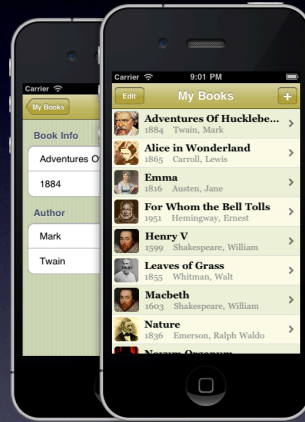 Carrier
My Books
Book Info
Adventures O
1884
Author
Mark
Twain
Carrier 9:01 PM
Edit My Books +
Adventures Of Hucklebe...
1884 Twain, Mark
Alice in Wonderland
1865 Carroll, Lewis
Emma
1816 Austen, Jane
For Whom the Bell Tolls
1951 Hemingway, Ernest
Henry V
1599 Shakespeare, William
Leaves of Grass
1855 Whitman, Walt
Macbeth
1603 Shakespeare, William
Nature
1836 Emerson, Ralph Waldo
Novum Organum